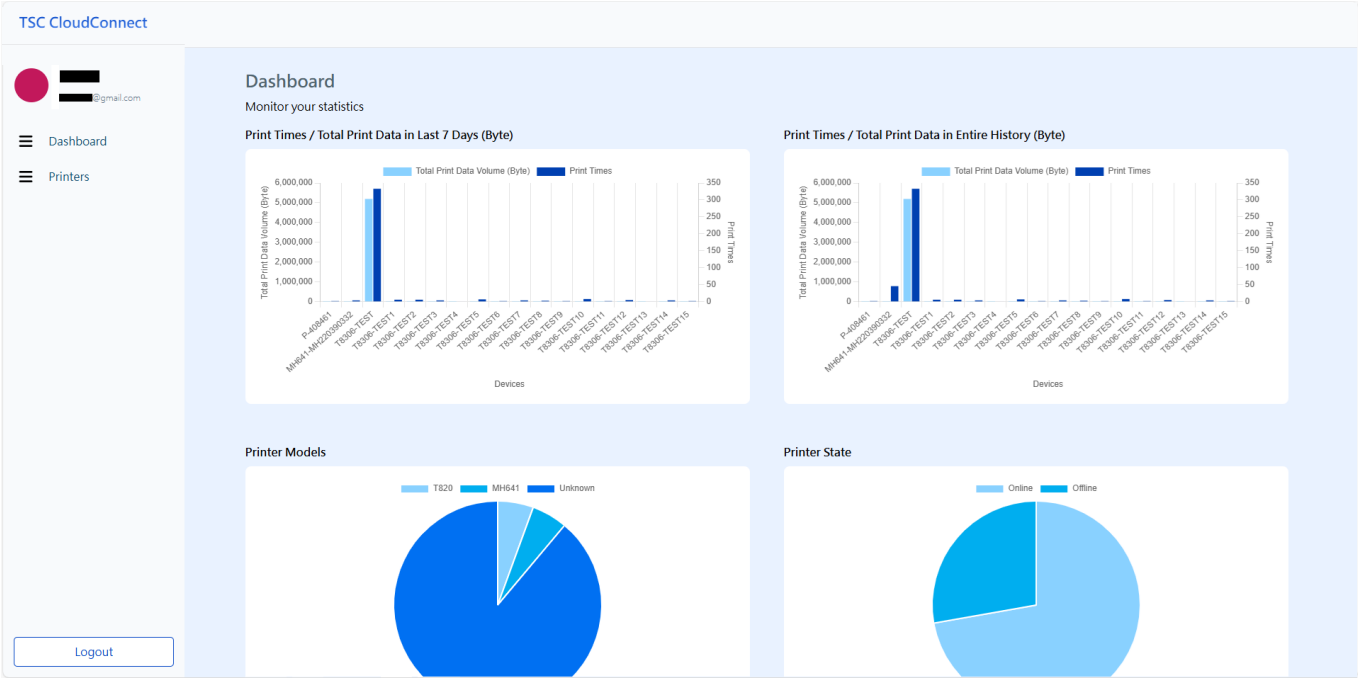 TSC CloudConnect
@gmail.com
Dashboard
Printers
Logout
Dashboard
Monitor your statistics
Print Times / Total Print Data in Last 7 Days (Byte)
Total Print Data Volume (Byte) Print Times
Total Print Data Volume (Byte)
6,000,000
5,000,000
4,000,000
3,000,000
2,000,000
1,000,000
0
350
300
250
200
150
100
50
0
Print Times
P-408461
MH641-MH220390332
T8306-TEST
T8306-TEST1
T8306-TEST2
T8306-TEST3
T8306-TEST4
T8306-TEST5
T8306-TEST6
T8306-TEST7
T8306-TEST8
T8306-TEST9
T8306-TEST10
T8306-TEST11
T8306-TEST12
T8306-TEST13
T8306-TEST14
T8306-TEST15
Devices
Print Times / Total Print Data in Entire History (Byte)
Total Print Data Volume (Byte) Print Times
Total Print Data Volume (Byte)
6,000,000
5,000,000
4,000,000
3,000,000
2,000,000
1,000,000
0
350
300
250
200
150
100
50
0
Print Times
P-408461
MH641-MH220390332
T8306-TEST
T8306-TEST1
T8306-TEST2
T8306-TEST3
T8306-TEST4
T8306-TEST5
T8306-TEST6
T8306-TEST7
T8306-TEST8
T8306-TEST9
T8306-TEST10
T8306-TEST11
T8306-TEST12
T8306-TEST13
T8306-TEST14
T8306-TEST15
Devices
Printer Models
T820 MH641 Unknown
Printer State
Online Offline